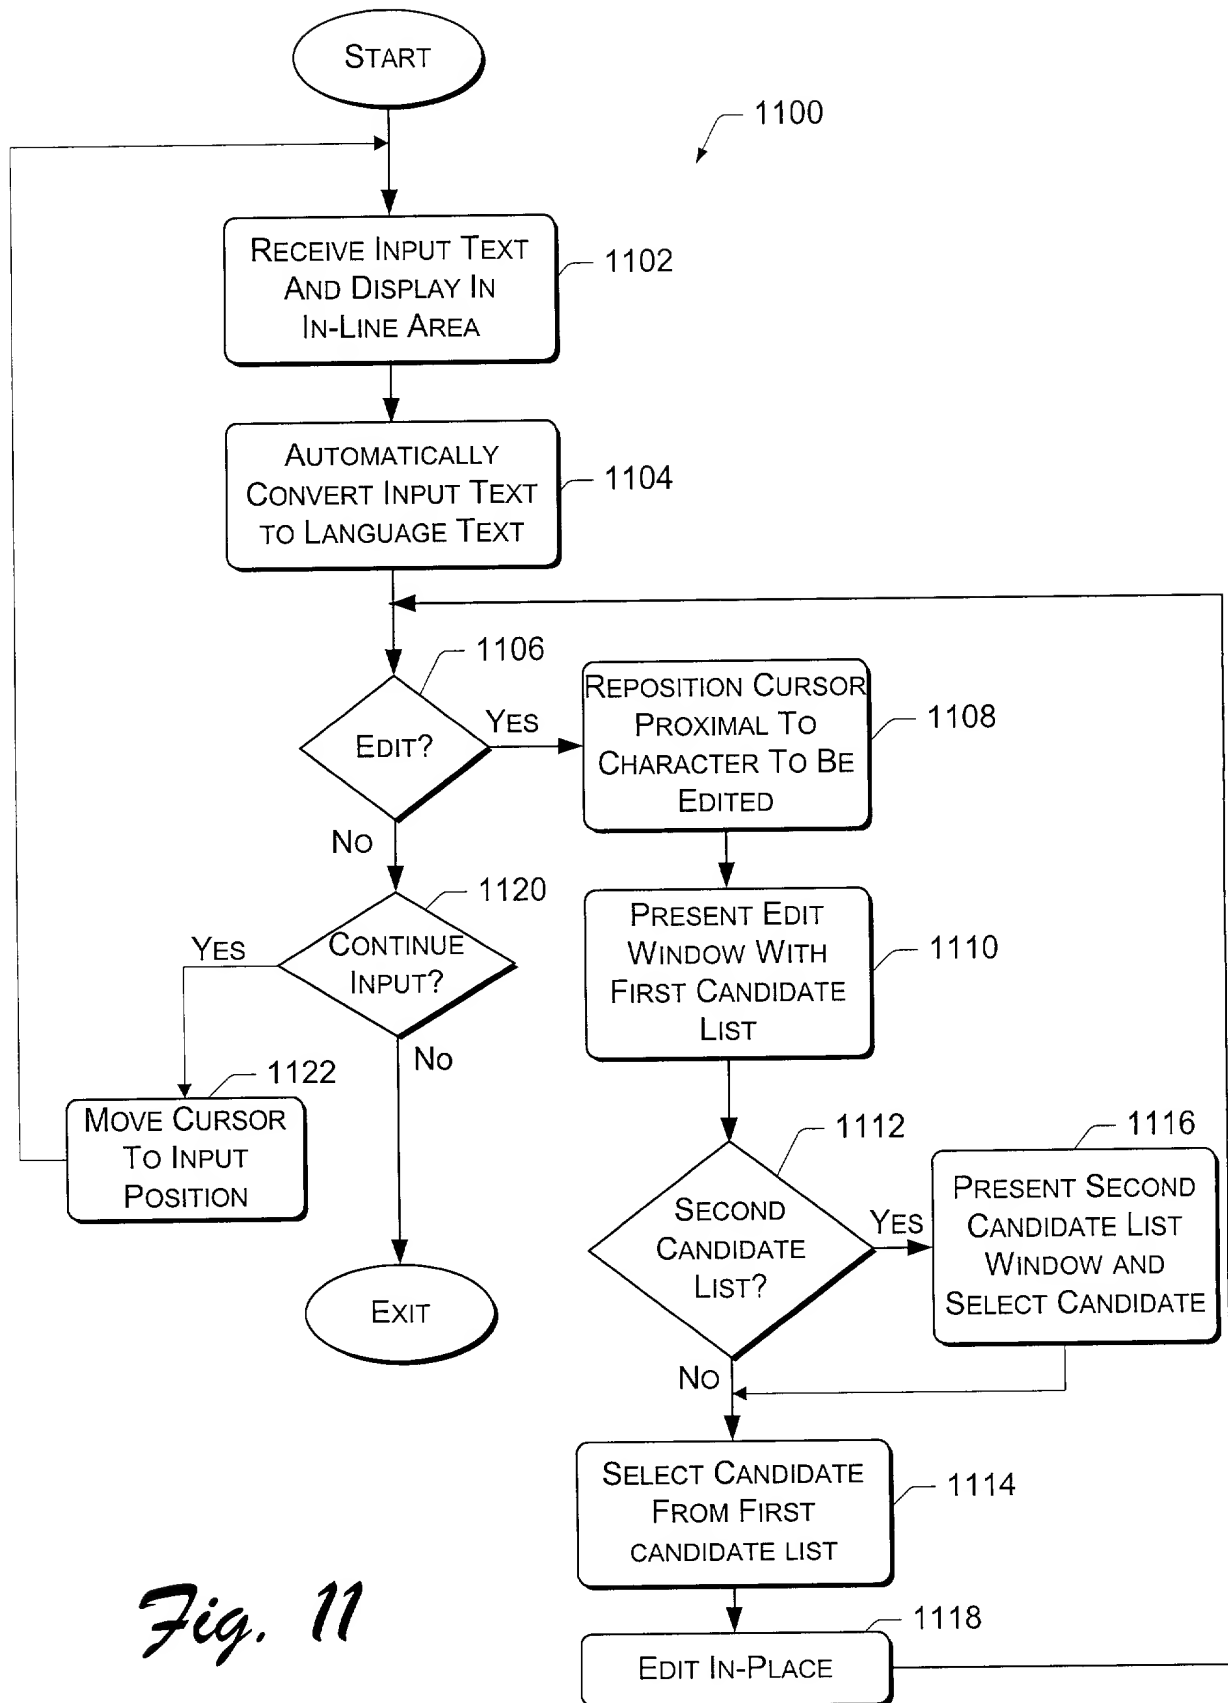 START
1100
RECEIVE INPUT TEXT
AND DISPLAY IN
IN-LINE AREA
1102
AUTOMATICALLY
CONVERT INPUT TEXT
TO LANGUAGE TEXT
1104
1106
EDIT?
YES
NO
REPOSITION CURSOR
PROXIMAL TO
CHARACTER TO BE
EDITED
1108
1120
CONTINUE
INPUT?
YES
NO
PRESENT EDIT
WINDOW WITH
FIRST CANDIDATE
LIST
1110
1122
MOVE CURSOR
TO INPUT
POSITION
EXIT
1112
SECOND
CANDIDATE
LIST?
YES
NO
1116
PRESENT SECOND
CANDIDATE LIST
WINDOW AND
SELECT CANDIDATE
SELECT CANDIDATE
FROM FIRST
CANDIDATE LIST
1114
1118
EDIT IN-PLACE
Fig. 11